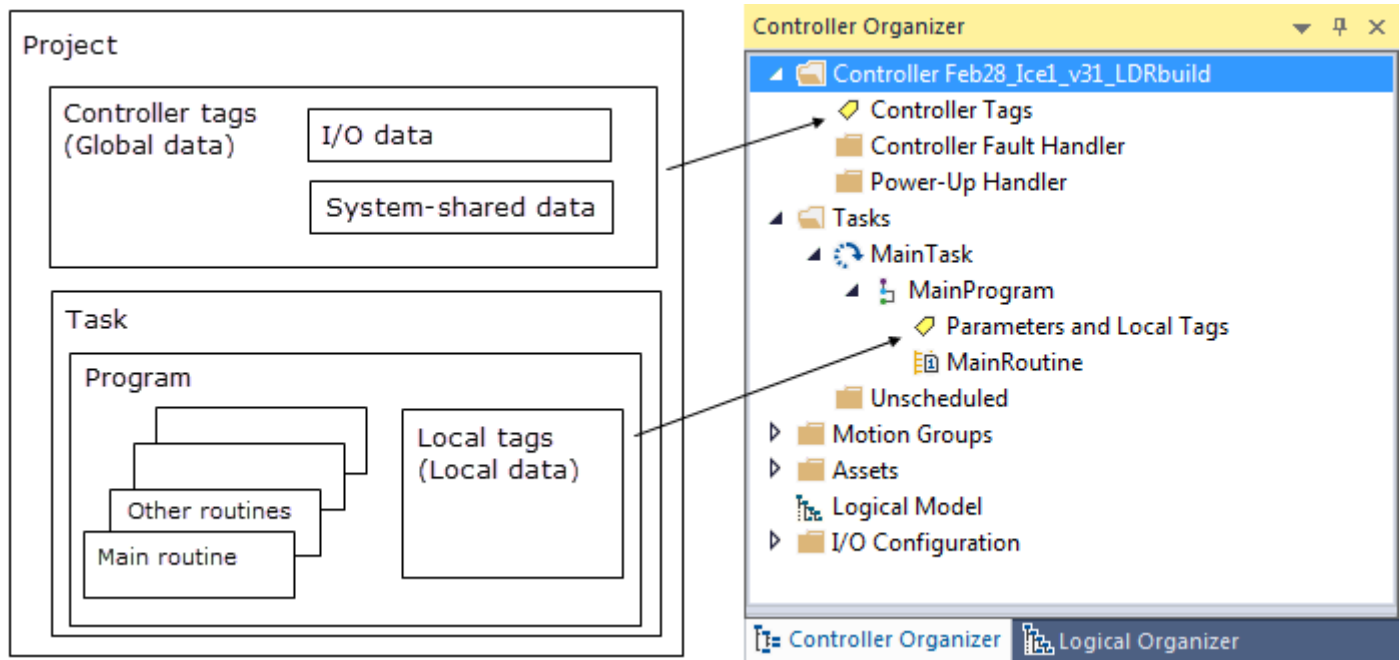 Project
Controller tags
(Global data)
I/O data
System-shared data
Task
Program
Other routines
Main routine
Local tags
(Local data)
Controller Organizer
Controller Feb28_Ice1_v31_LDRbuild
Controller Tags
Controller Fault Handler
Power-Up Handler
Tasks
MainTask
MainProgram
Parameters and Local Tags
MainRoutine
Unscheduled
Motion Groups
Assets
Logical Model
I/O Configuration
Controller Organizer
Logical Organizer